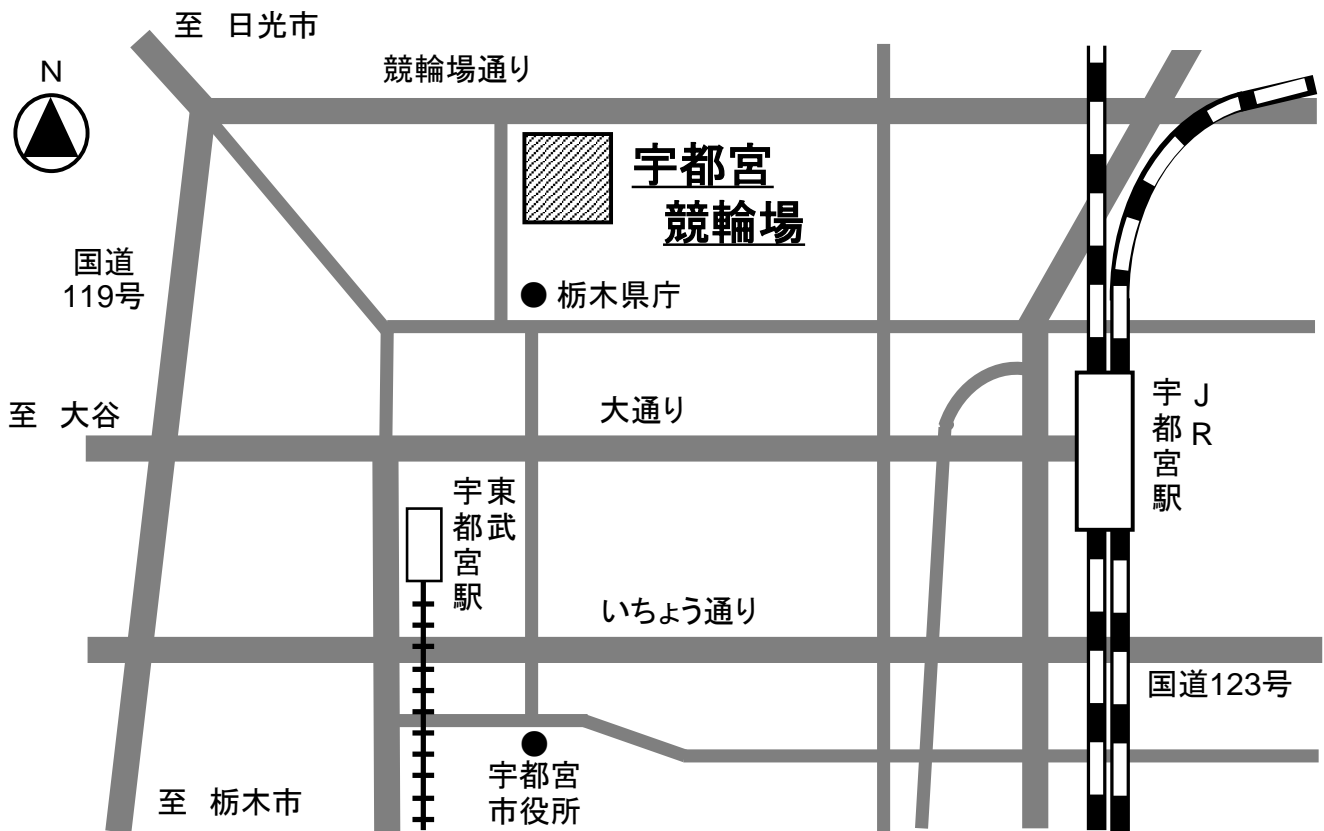 至 日光市
N
競輪場通り
宇都宮
競輪場
国道
119号
栃木県庁
至 大谷
大通り
JR
宇都宮駅
東武
宇都宮駅
いちょう通り
国道123号
宇都宮
市役所
至 栃木市